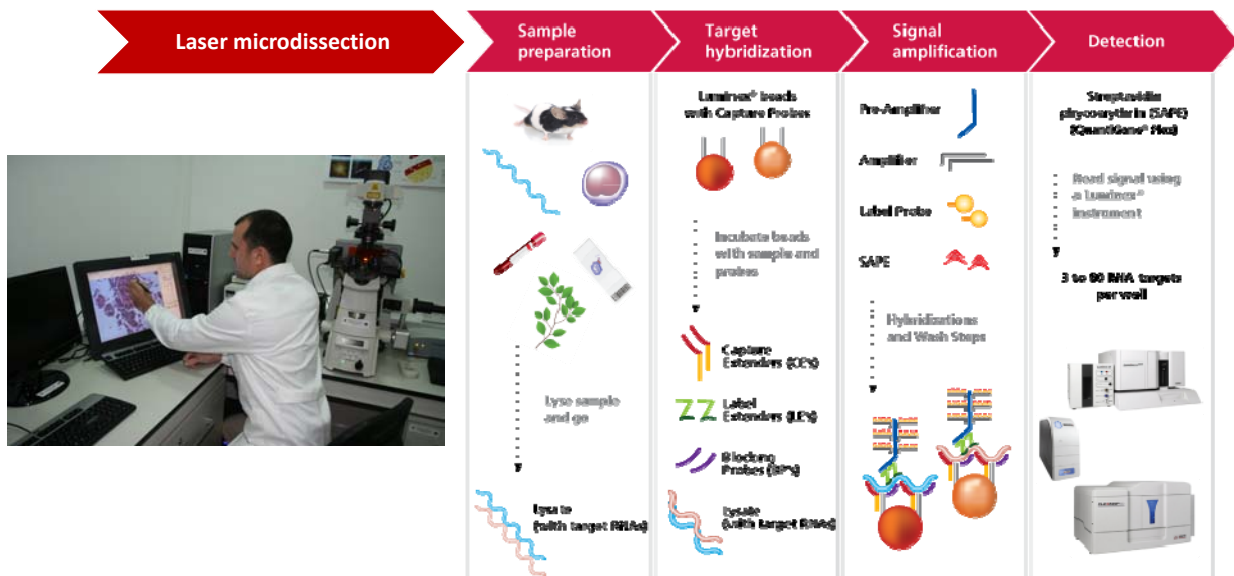 Laser microdissection
Sample
preparation
Target
hybridization
Signal
amplification
Detection
Lyse sample
and go
Lysate
(with target RNAs)
Luminex® beads
with Capture Probes
Incubate beads
with sample and
probes
Capture
Extenders (CE's)
Label
Extenders (LE's)
Blocking
Probes (BP's)
Lysate
(with target RNAs)
Pre-Amplifier
Amplifier
Label Probe
SAPE
Hybridizations
and Wash Steps
Streptavidin
phycoerythrin (SAPE)
(QuantiGene® Plex)
Read signal using
a Luminex®
instrument
3 to 80 RNA targets
per well